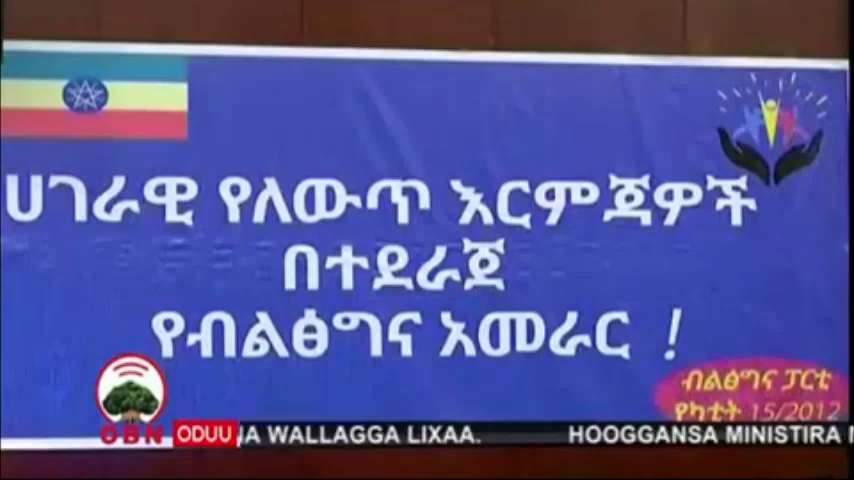 ሀገራዊ የለውጥ እርምጃዎች
በተደራጀ
የብልፅግና አመራር !
ብልፅግና ፓርቲ
የካቲት 15/2012
OBN
ODUU
WALLAGGA LIXAA. HOOGGANSA MINISTIRA